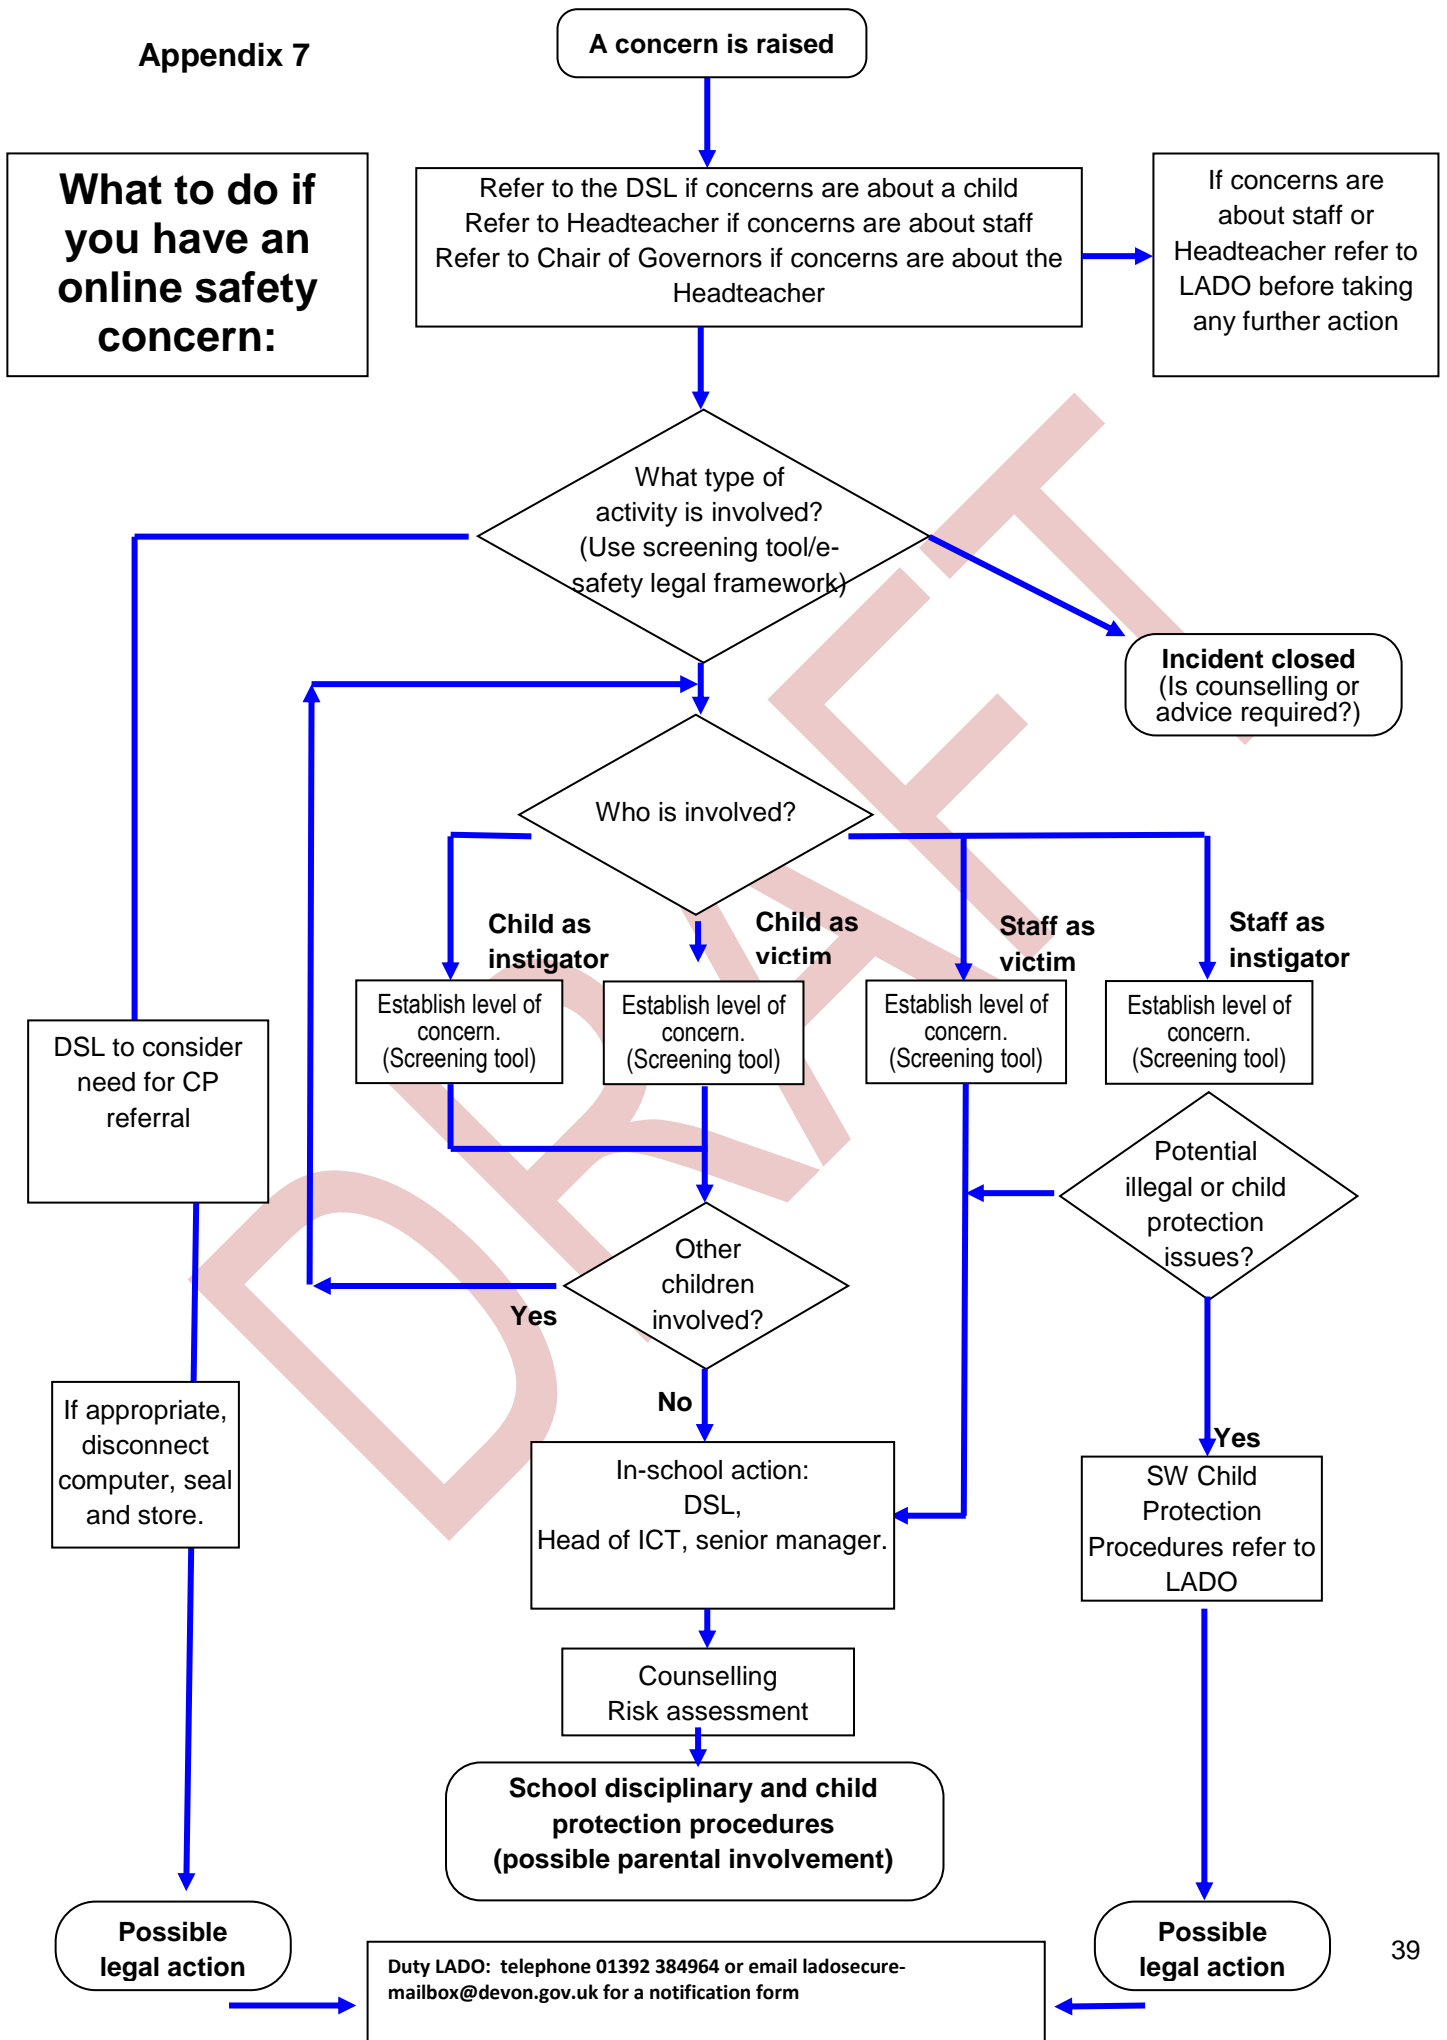 Appendix 7
A concern is raised
What to do if
you have an
online safety
concern:
Refer to the DSL if concerns are about a child
Refer to Headteacher if concerns are about staff
Refer to Chair of Governors if concerns are about the
Headteacher
If concerns are
about staff or
Headteacher refer to
LADO before taking
any further action
What type of
activity is involved?
(Use screening tool/e-
safety legal framework)
Incident closed
(Is counselling or
advice required?)
Who is involved?
Child as
instigator
Child as
victim
Staff as
victim
Staff as
instigator
Establish level of
concern.
(Screening tool)
Establish level of
concern.
(Screening tool)
Establish level of
concern.
(Screening tool)
Establish level of
concern.
(Screening tool)
DSL to consider
need for CP
referral
Potential
illegal or child
protection
issues?
Other
children
involved?
Yes
No
If appropriate,
disconnect
computer, seal
and store.
In-school action:
DSL,
Head of ICT, senior manager.
Yes
SW Child
Protection
Procedures refer to
LADO
Counselling
Risk assessment
School disciplinary and child
protection procedures
(possible parental involvement)
Possible
legal action
Possible
legal action
Duty LADO: telephone 01392 384964 or email ladosecure-
mailbox@devon.gov.uk for a notification form
39
DRAFT